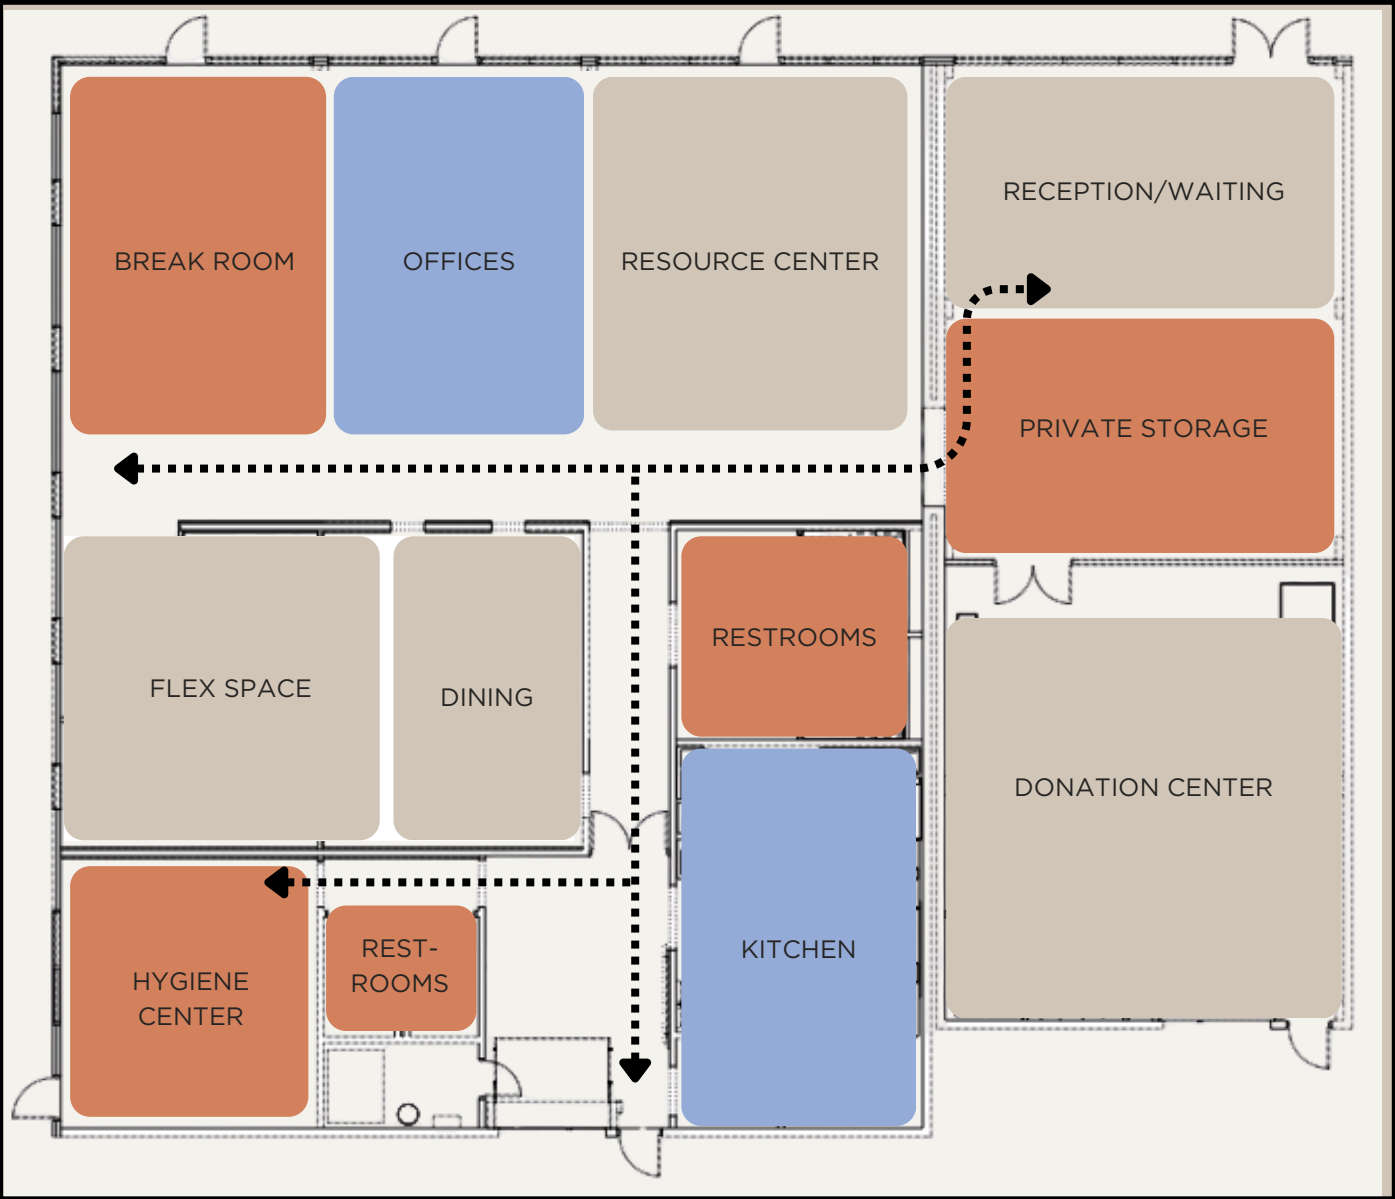 RECEPTION/WAITING
BREAK ROOM
OFFICES
RESOURCE CENTER
PRIVATE STORAGE
RESTROOMS
FLEX SPACE
DINING
DONATION CENTER
KITCHEN
REST-
ROOMS
HYGIENE
CENTER